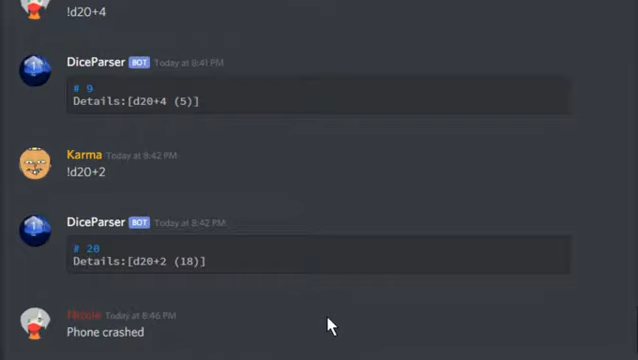 !d20+4
DiceParser BOT Today at 8:41 PM
# 9
Details:[d20+4 (5)]
Karma Today at 8:42 PM
!d20+2
DiceParser BOT Today at 8:42 PM
# 20
Details:[d20+2 (18)]
Nicole Today at 8:46 PM
Phone crashed